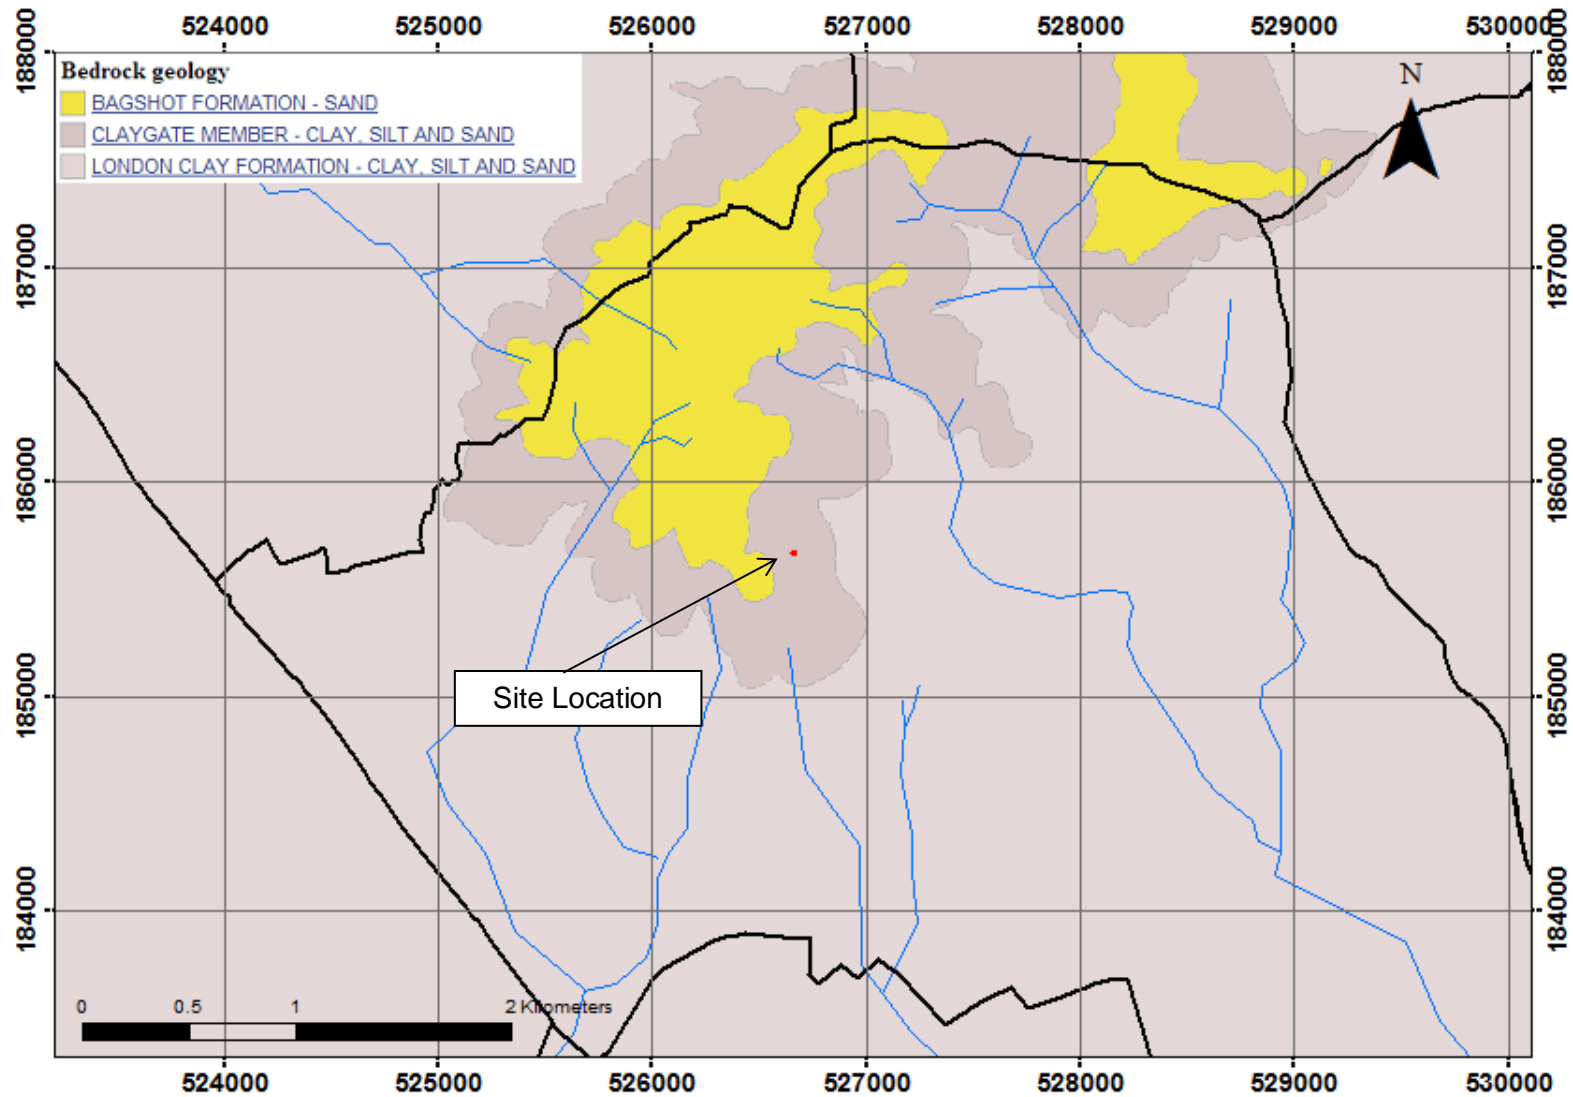 524000 525000 526000 527000 528000 529000 530000
188000 188000
Bedrock geology
BAGSHOT FORMATION - SAND
CLAYGATE MEMBER - CLAY, SILT AND SAND
LONDON CLAY FORMATION - CLAY, SILT AND SAND
N
187000 187000
186000 186000
Site Location
185000 185000
184000 184000
0 0.5 1 2 Kilometers
524000 525000 526000 527000 528000 529000 530000